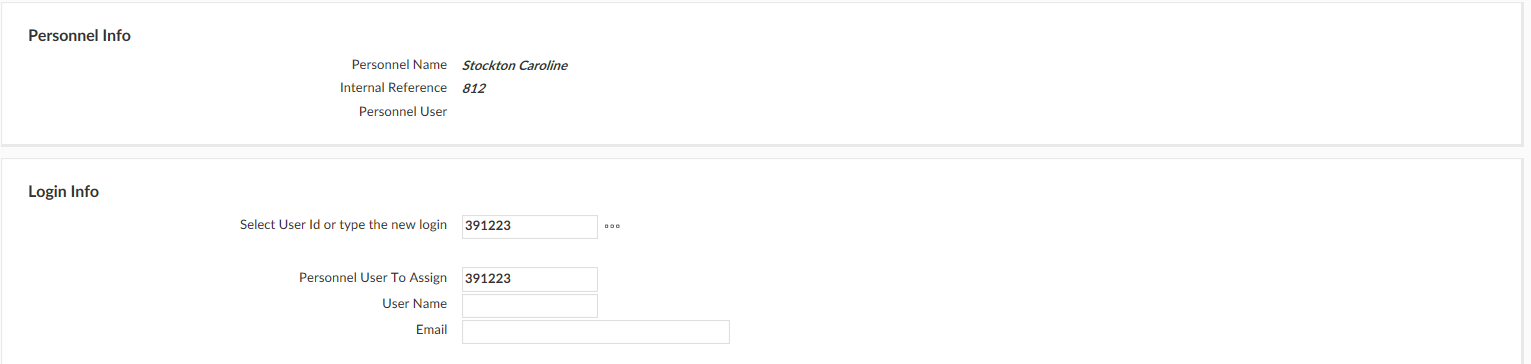 Personnel Info
Personnel Name Stockton Caroline
Internal Reference 812
Personnel User
Login Info
Select User Id or type the new login 391223
Personnel User To Assign 391223
User Name
Email